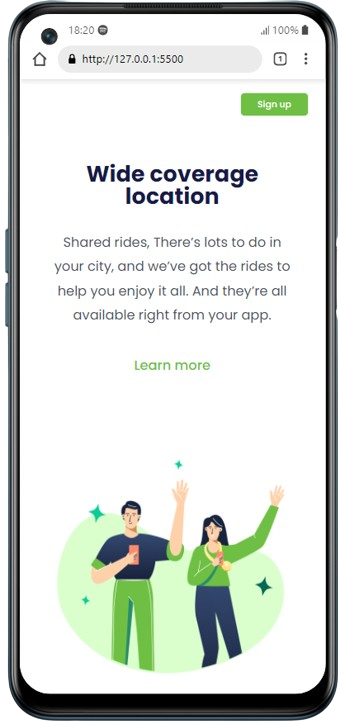 18:20 100%
http://127.0.0.1:5500 1
Sign up
Wide coverage
location
Shared rides, There's lots to do in
your city, and we've got the rides to
help you enjoy it all. And they're all
available right from your app.
Learn more